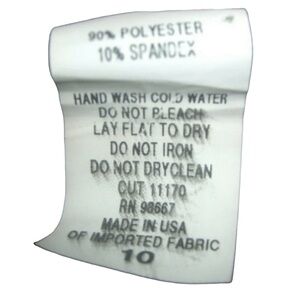 90% POLYESTER
10% SPANDEX
HAND WASH COLD WATER
DO NOT BLEACH
LAY FLAT TO DRY
DO NOT IRON
DO NOT DRYCLEAN
CUT 11170
RN 98667
MADE IN USA
OF IMPORTED FABRIC
10